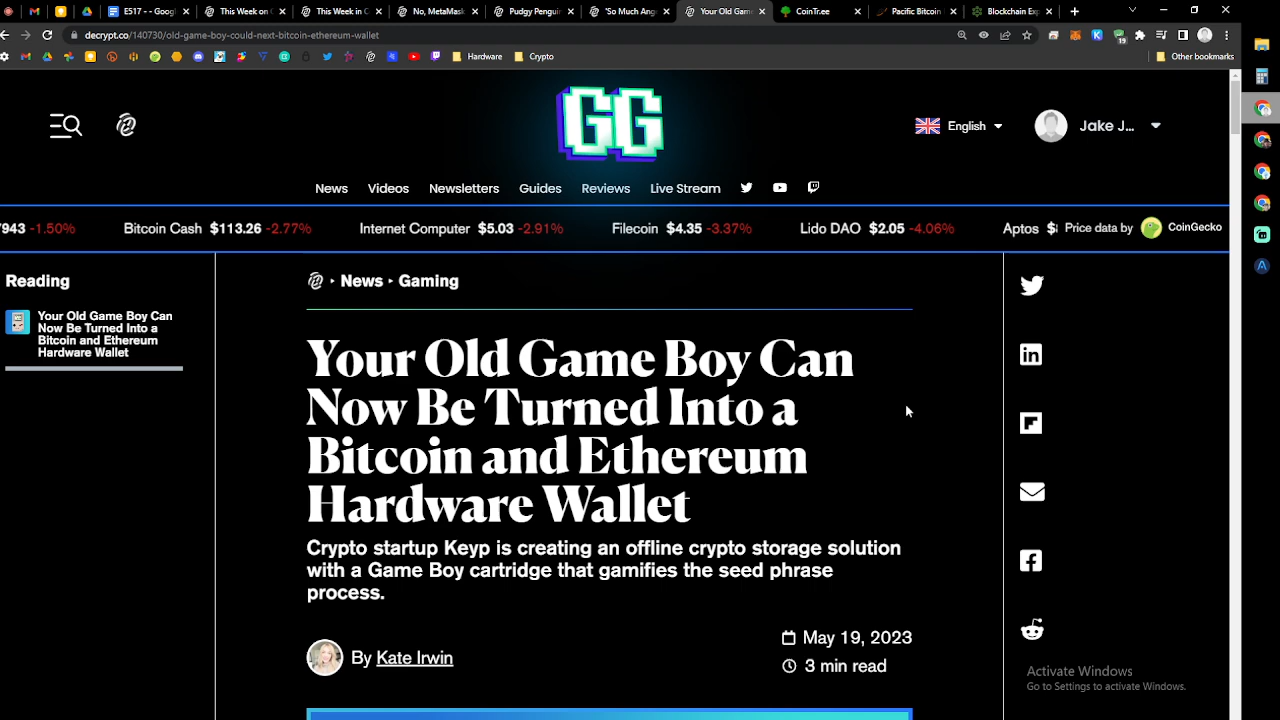 E517 - - Googl
This Week on C
This Week in C
No, MetaMask
Pudgy Penguin
'So Much Ang
Your Old Game
CoinTree
Pacific Bitcoin
Blockchain Exp
decrypt.co/140730/old-game-boy-could-next-bitcoin-ethereum-wallet
19
Hardware
Crypto
Other bookmarks
GG
English
Jake J...
News Videos Newsletters Guides Reviews Live Stream
7943 -1.50% Bitcoin Cash $113.26 -2.77% Internet Computer $5.03 -2.91% Filecoin $4.35 -3.37% Lido DAO $2.05 -4.06% Aptos $ Price data by CoinGecko
Reading
Your Old Game Boy Can
Now Be Turned Into a
Bitcoin and Ethereum
Hardware Wallet
News Gaming
Your Old Game Boy Can
Now Be Turned Into a
Bitcoin and Ethereum
Hardware Wallet
Crypto startup Keyp is creating an offline crypto storage solution
with a Game Boy cartridge that gamifies the seed phrase
process.
By Kate Irwin
May 19, 2023
3 min read
Activate Windows
Go to Settings to activate Windows.